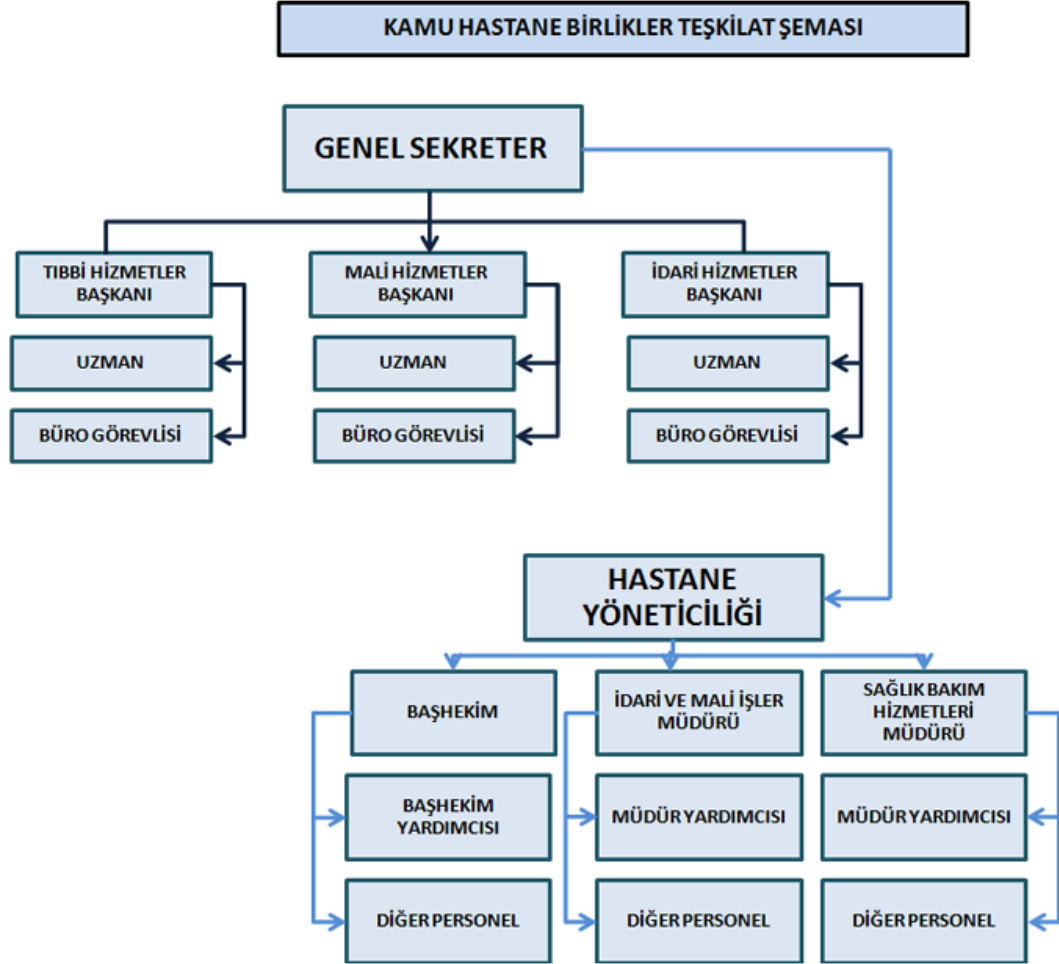 KAMU HASTANE BİRLİKLER TEŞKİLAT ŞEMASI
GENEL SEKRETER
TIBBİ HİZMETLER
BAŞKANI
MALİ HİZMETLER
BAŞKANI
İDARİ HİZMETLER
BAŞKANI
UZMAN
UZMAN
UZMAN
BÜRO GÖREVLİSİ
BÜRO GÖREVLİSİ
BÜRO GÖREVLİSİ
HASTANE
YÖNETİCİLİĞİ
BAŞHEKİM
İDARİ VE MALİ İŞLER
MÜDÜRÜ
SAĞLIK BAKIM
HİZMETLERİ
MÜDÜRÜ
BAŞHEKİM
YARDIMCISI
MÜDÜR YARDIMCISI
MÜDÜR YARDIMCISI
DİĞER PERSONEL
DİĞER PERSONEL
DİĞER PERSONEL